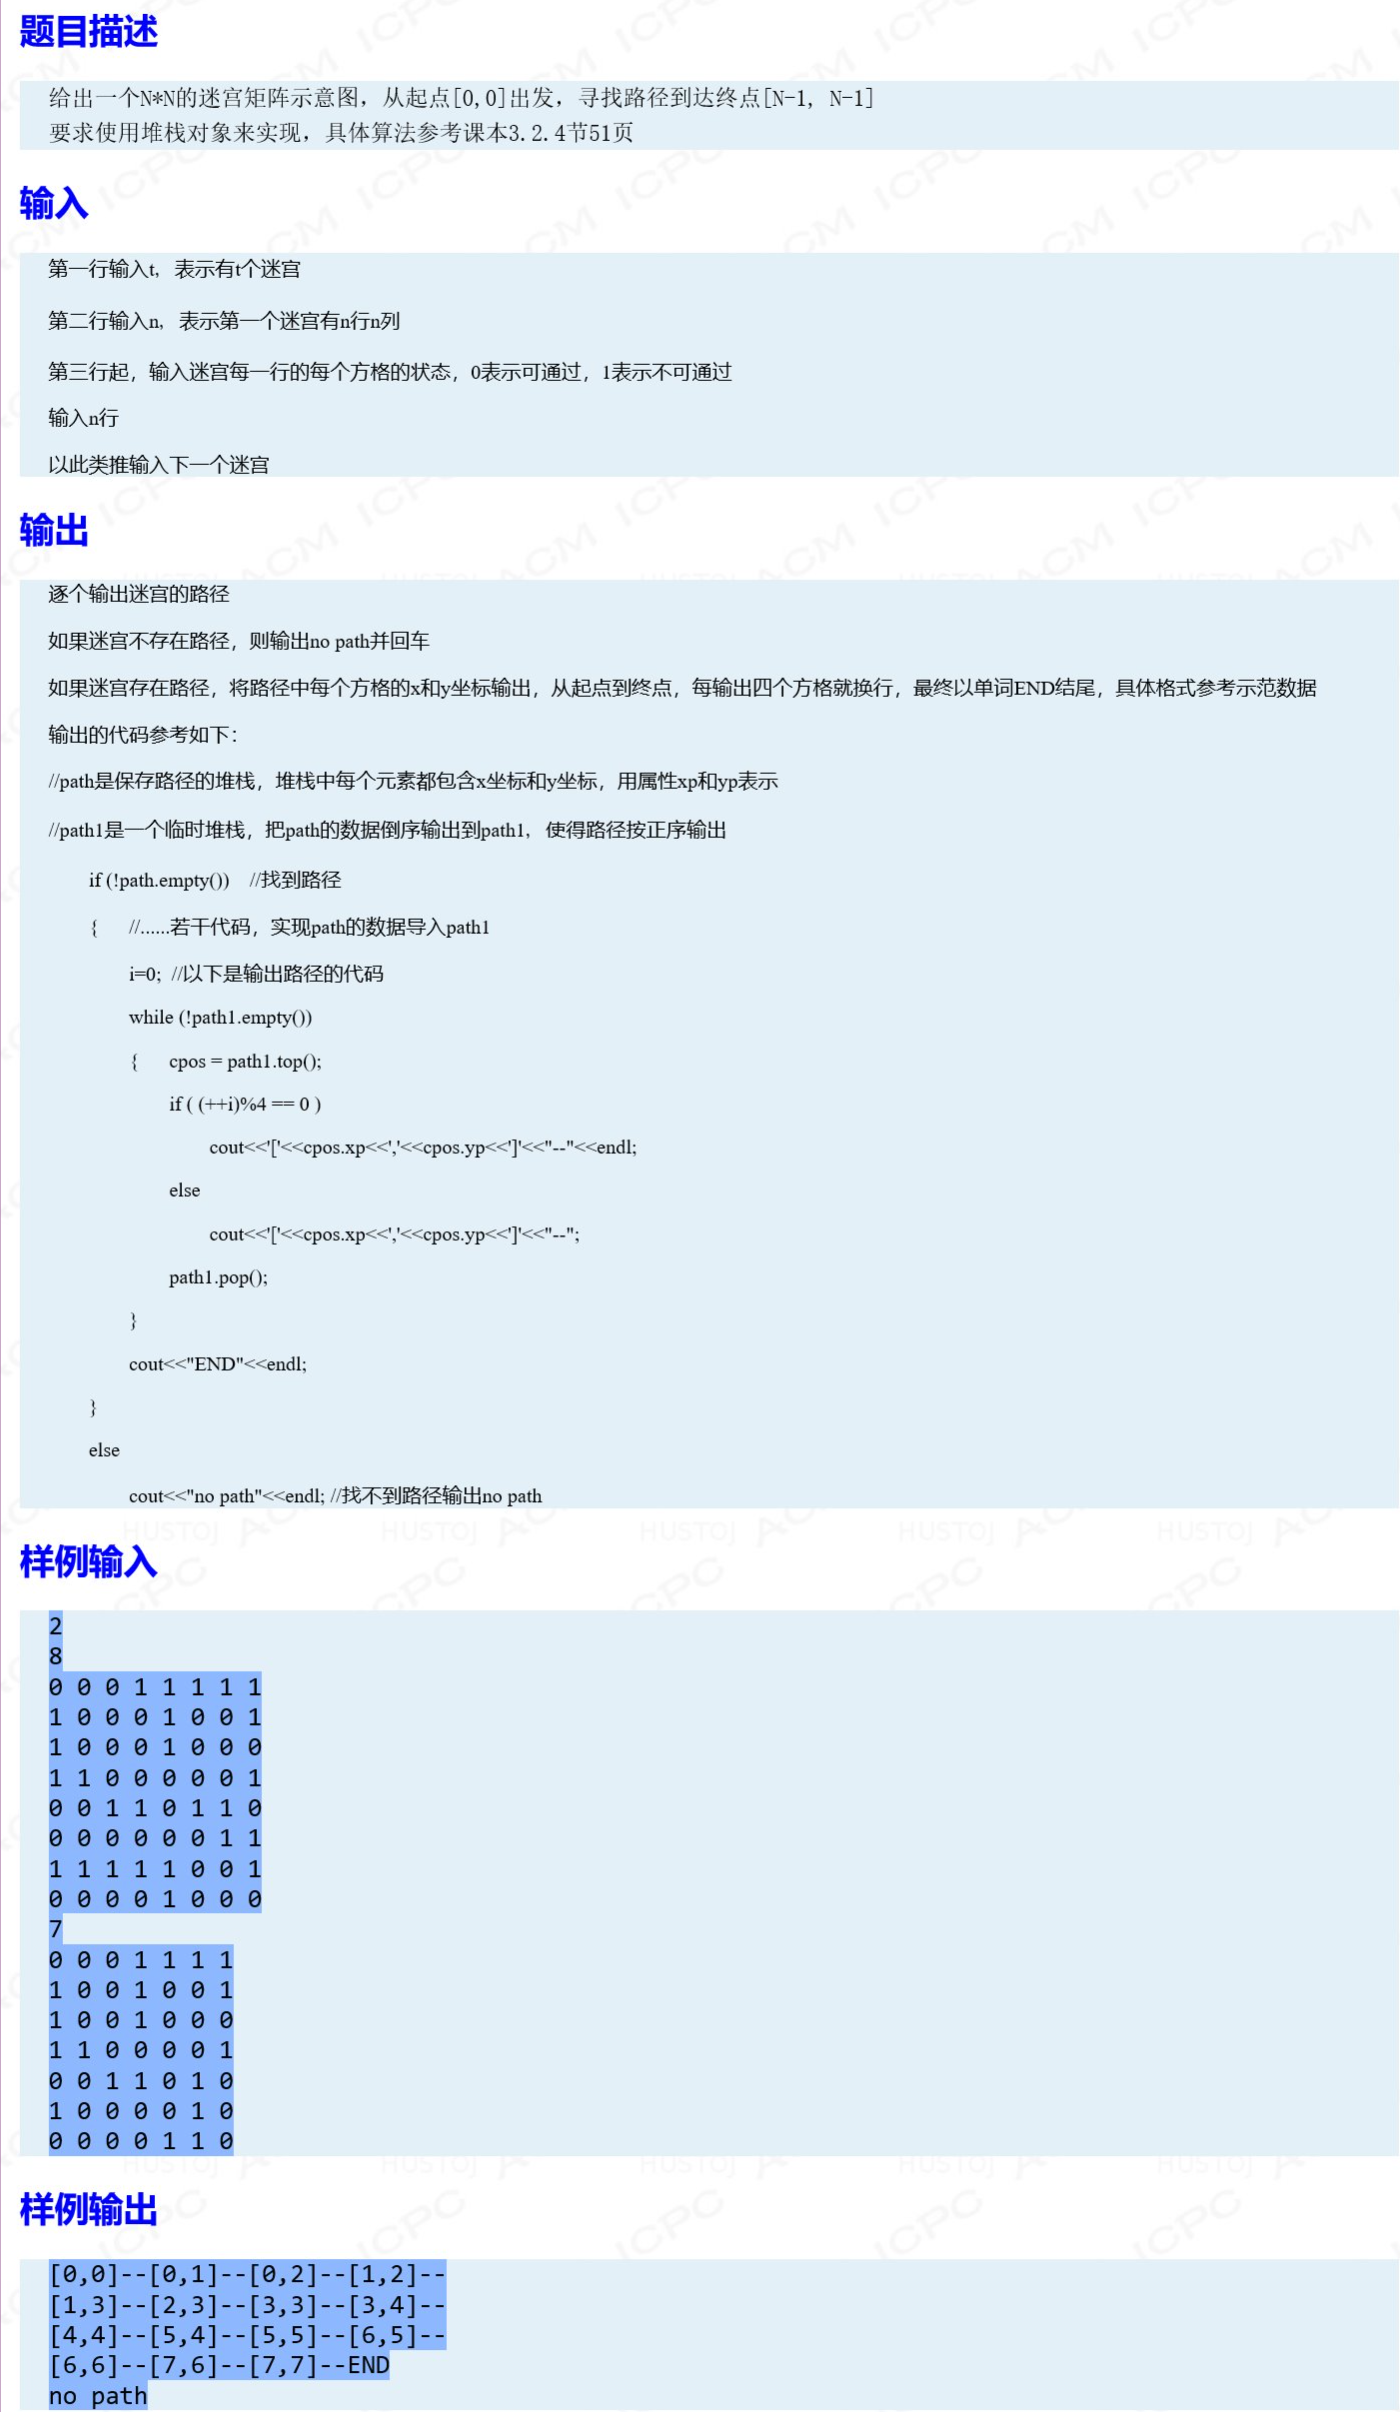 题目描述
给出一个N*N的迷宫矩阵示意图，从起点[0,0]出发，寻找路径到达终点[N-1, N-1]
要求使用堆栈对象来实现，具体算法参考课本3.2.4节51页
输入
第一行输入t，表示有t个迷宫
第二行输入n，表示第一个迷宫有n行n列
第三行起，输入迷宫每一行的每个方格的状态，0表示可通过，1表示不可通过
输入n行
以此类推输入下一个迷宫
输出
逐个输出迷宫的路径
如果迷宫不存在路径，则输出no path并回车
如果迷宫存在路径，将路径中每个方格的x和y坐标输出，从起点到终点，每输出四个方格就换行，最终以单词END结尾，具体格式参考示范数据
输出的代码参考如下：
//path是保存路径的堆栈，堆栈中每个元素都包含x坐标和y坐标，用属性xp和yp表示
//path1是一个临时堆栈，把path的数据倒序输出到path1，使得路径按正序输出
if (!path.empty()) //找到路径
{ //......若干代码，实现path的数据导入path1
i=0; //以下是输出路径的代码
while (!path1.empty())
{ cpos = path1.top();
if ( (++i)%4 == 0 )
cout<<'['<<cpos.xp<<','<<cpos.yp<<']'<<"--"<<endl;
else
cout<<'['<<cpos.xp<<','<<cpos.yp<<']'<<"--";
path1.pop();
}
cout<<"END"<<endl;
}
else
cout<<"no path"<<endl; //找不到路径输出no path
样例输入
2
8
0 0 0 1 1 1 1 1
1 0 0 0 1 0 0 1
1 0 0 0 1 0 0 0
1 1 0 0 0 0 0 1
0 0 1 1 0 1 1 0
0 0 0 0 0 0 1 1
1 1 1 1 1 0 0 1
0 0 0 0 1 0 0 0
7
0 0 0 1 1 1 1
1 0 0 1 0 0 1
1 0 0 1 0 0 0
1 1 0 0 0 0 1
0 0 1 1 0 1 0
1 0 0 0 0 1 0
0 0 0 0 1 1 0
样例输出
[0,0]--[0,1]--[0,2]--[1,2]--
[1,3]--[2,3]--[3,3]--[3,4]--
[4,4]--[5,4]--[5,5]--[6,5]--
[6,6]--[7,6]--[7,7]--END
no path